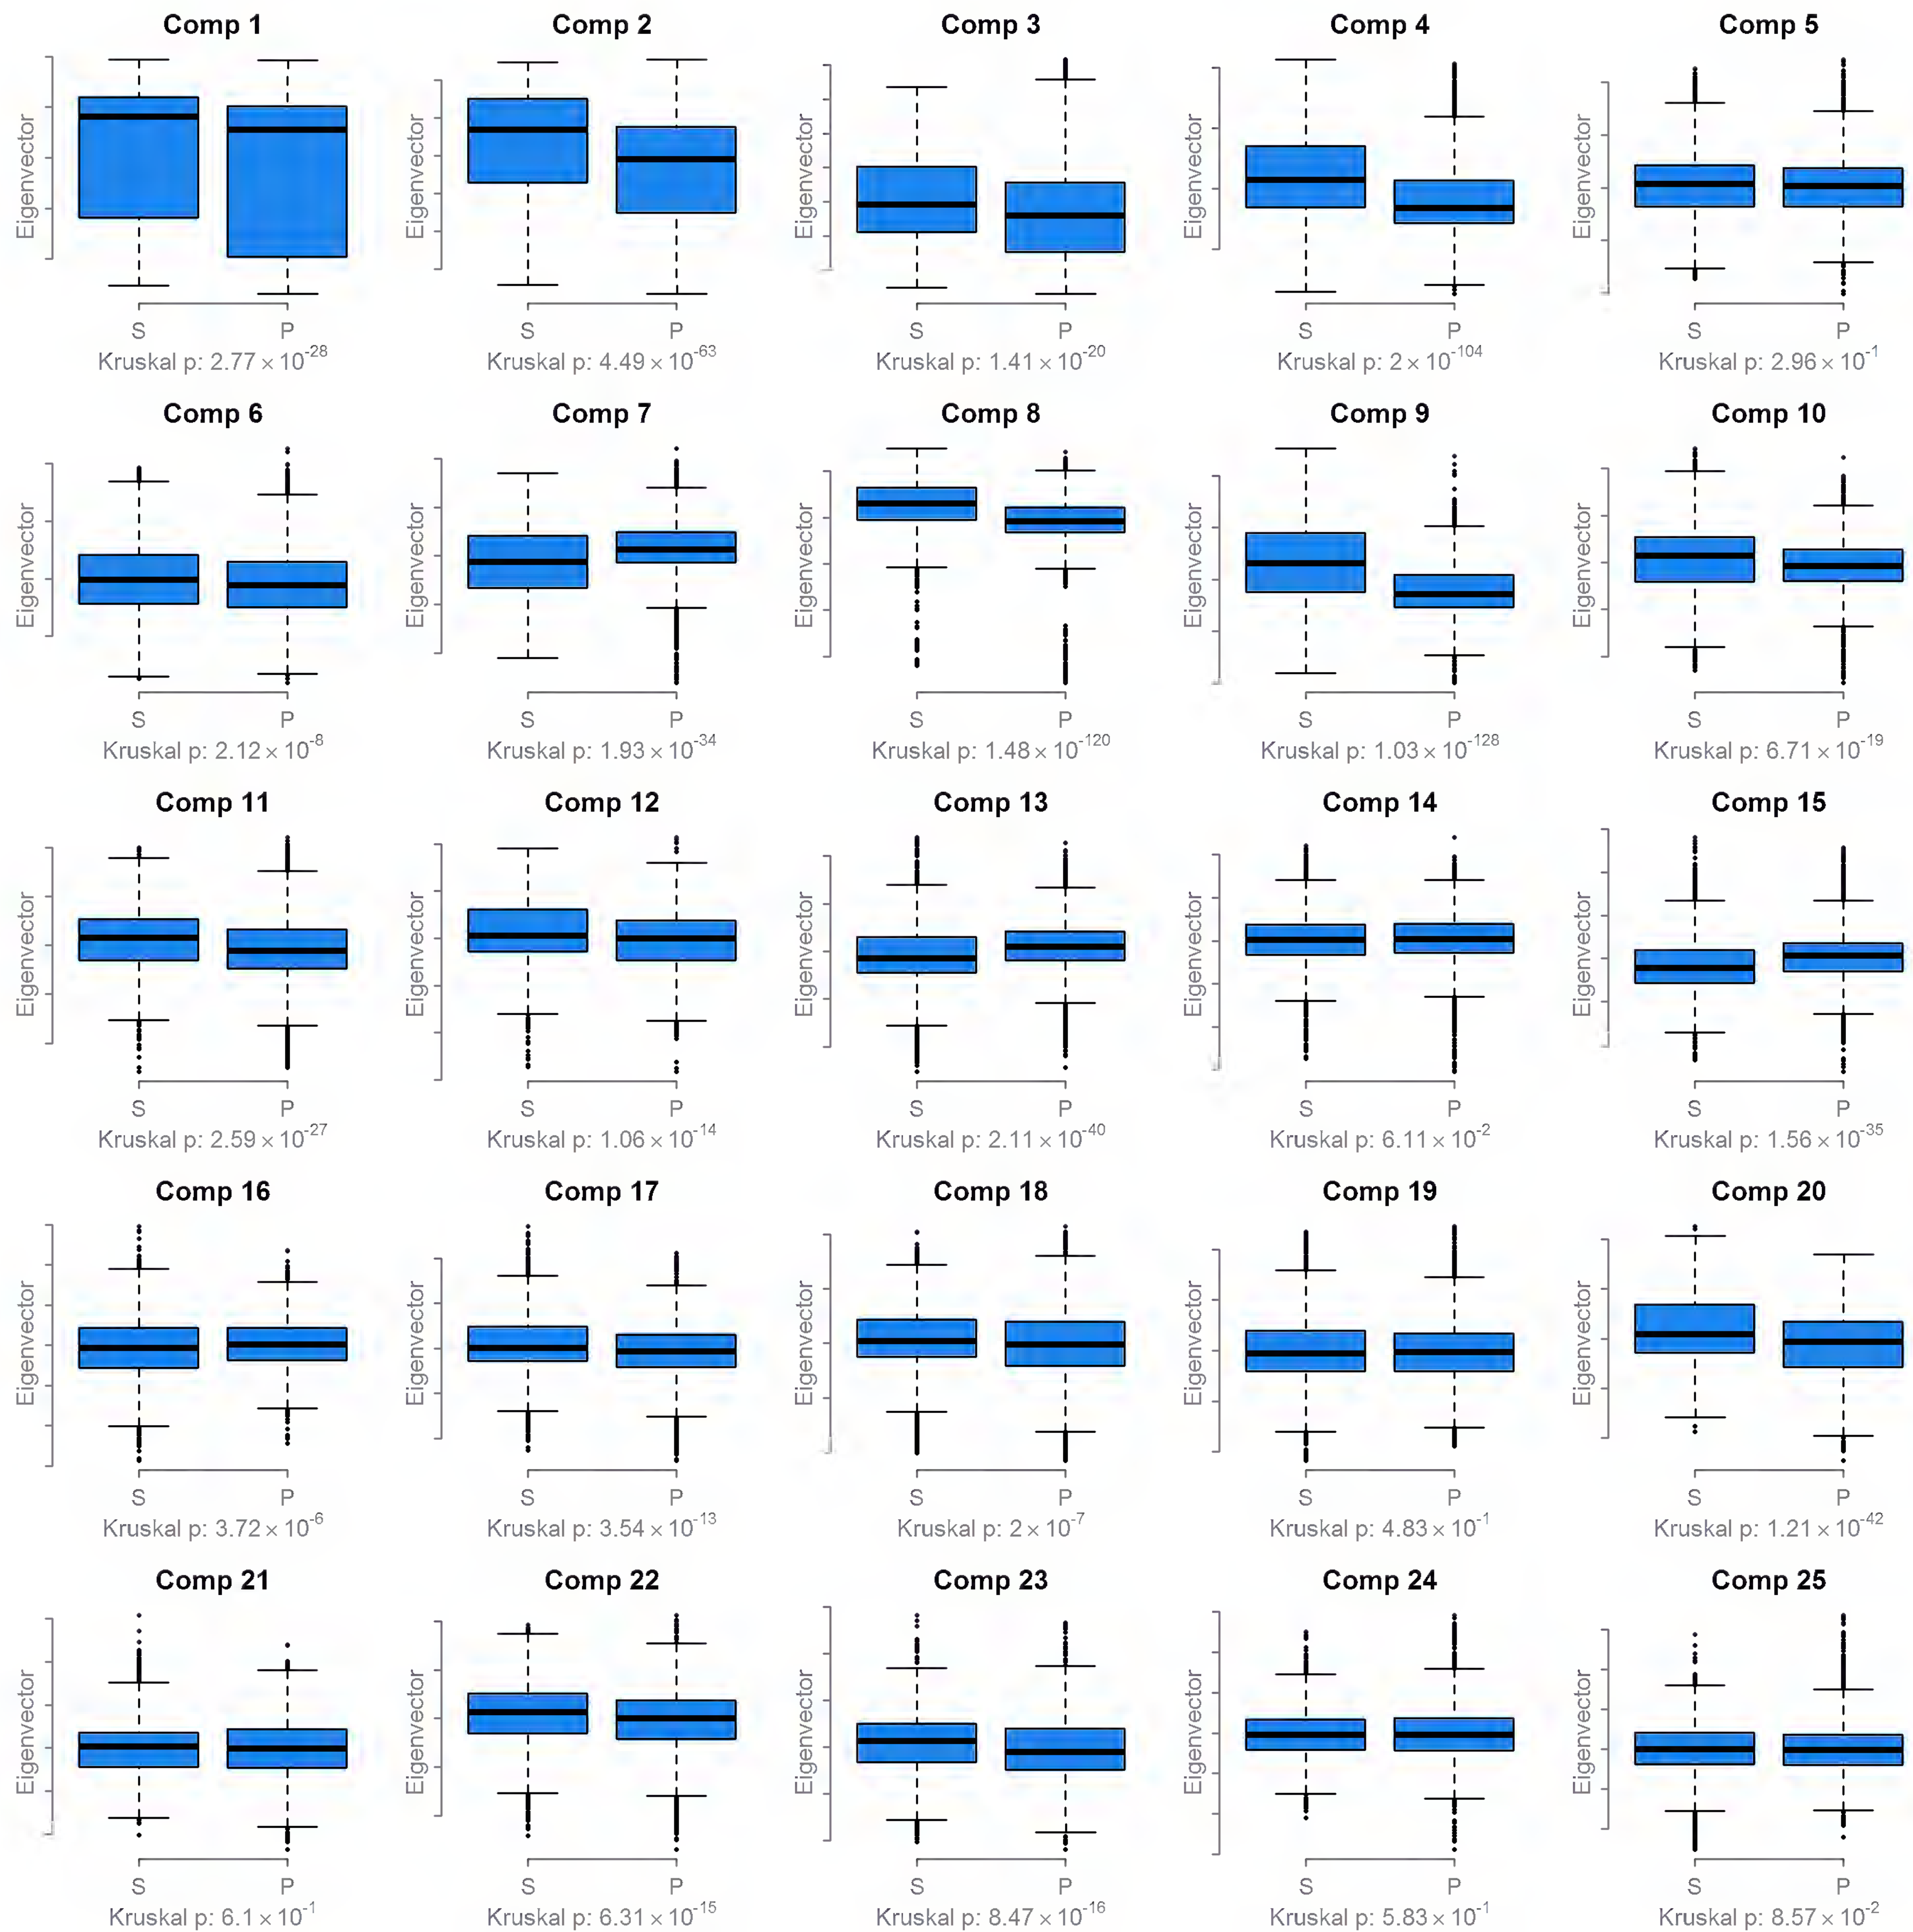 Comp 1 Comp 2 Comp 3 Comp 4 Comp 5
Eigenvector Eigenvector Eigenvector Eigenvector Eigenvector
S P S P S P S P S P
Kruskal p: 2.77 × 10^-28 Kruskal p: 4.49 × 10^-63 Kruskal p: 1.41 × 10^-20 Kruskal p: 2 × 10^-104 Kruskal p: 2.96 × 10^-1
Comp 6 Comp 7 Comp 8 Comp 9 Comp 10
Eigenvector Eigenvector Eigenvector Eigenvector Eigenvector
S P S P S P S P S P
Kruskal p: 2.12 × 10^-8 Kruskal p: 1.93 × 10^-34 Kruskal p: 1.48 × 10^-120 Kruskal p: 1.03 × 10^-128 Kruskal p: 6.71 × 10^-19
Comp 11 Comp 12 Comp 13 Comp 14 Comp 15
Eigenvector Eigenvector Eigenvector Eigenvector Eigenvector
S P S P S P S P S P
Kruskal p: 2.59 × 10^-27 Kruskal p: 1.06 × 10^-14 Kruskal p: 2.11 × 10^-40 Kruskal p: 6.11 × 10^-2 Kruskal p: 1.56 × 10^-35
Comp 16 Comp 17 Comp 18 Comp 19 Comp 20
Eigenvector Eigenvector Eigenvector Eigenvector Eigenvector
S P S P S P S P S P
Kruskal p: 3.72 × 10^-6 Kruskal p: 3.54 × 10^-13 Kruskal p: 2 × 10^-7 Kruskal p: 4.83 × 10^-1 Kruskal p: 1.21 × 10^-42
Comp 21 Comp 22 Comp 23 Comp 24 Comp 25
Eigenvector Eigenvector Eigenvector Eigenvector Eigenvector
S P S P S P S P S P
Kruskal p: 6.1 × 10^-1 Kruskal p: 6.31 × 10^-15 Kruskal p: 8.47 × 10^-16 Kruskal p: 5.83 × 10^-1 Kruskal p: 8.57 × 10^-2